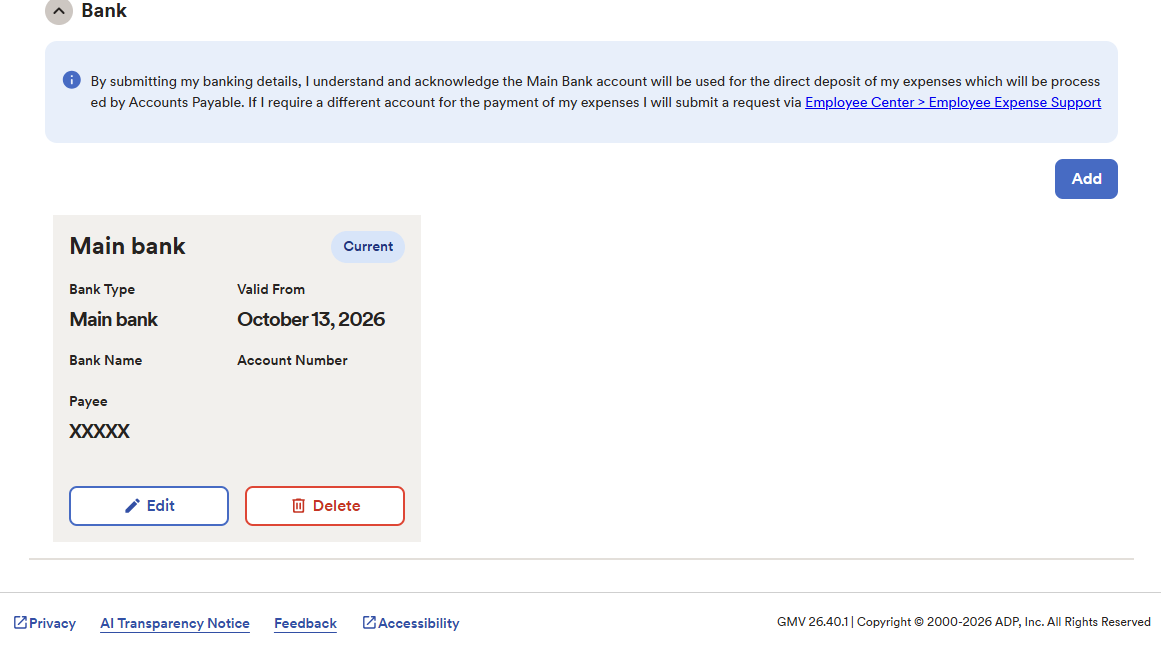 Bank
By submitting my banking details, I understand and acknowledge the Main Bank account will be used for the direct deposit of my expenses which will be process
ed by Accounts Payable. If I require a different account for the payment of my expenses I will submit a request via Employee Center > Employee Expense Support
Add
Main bank
Current
Bank Type
Valid From
Main bank
October 13, 2026
Bank Name
Account Number
Payee
XXXXX
Edit
Delete
Privacy
AI Transparency Notice
Feedback
Accessibility
GMV 26.40.1 | Copyright © 2000-2026 ADP, Inc. All Rights Reserved